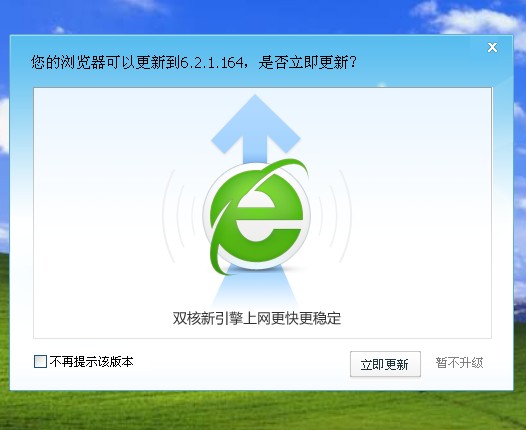 您的浏览器可以更新到6.2.1.164，是否立即更新？
双核新引擎上网更快更稳定
不再提示该版本
立即更新
暂不升级